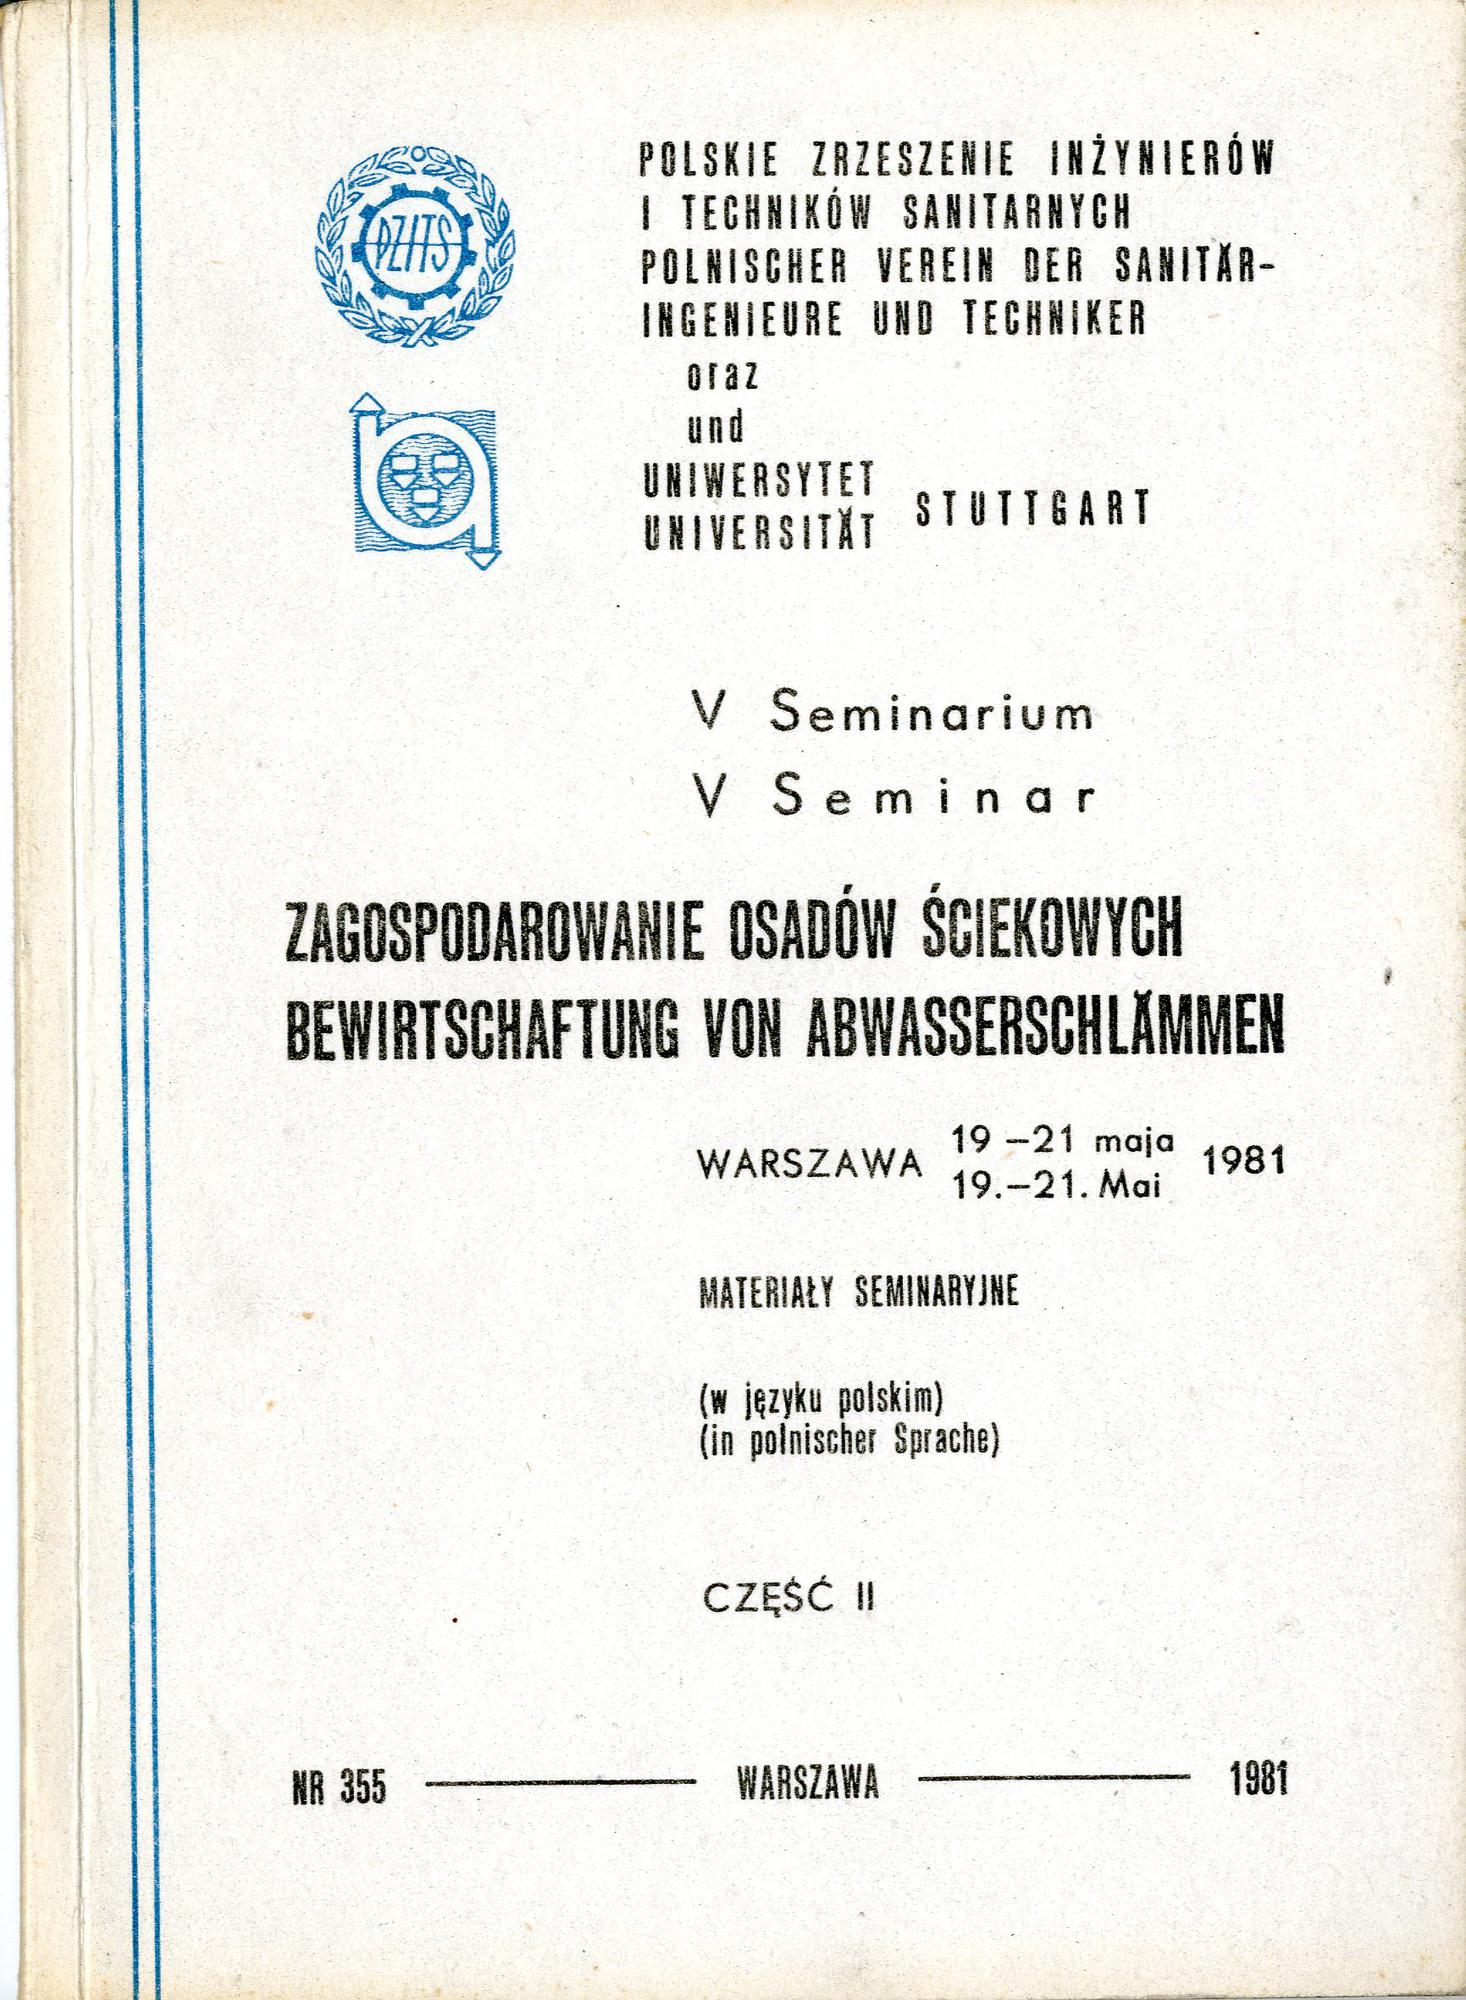 PZITS
POLSKIE ZRZESZENIE INŻYNIERÓW
I TECHNIKÓW SANITARNYCH
POLNISCHER VEREIN DER SANITÄR-
INGENIEURE UND TECHNIKER
oraz
und
UNIWERSYTET
UNIVERSITÄT
STUTTGART
V Seminarium
V Seminar
ZAGOSPODAROWANIE OSADÓW ŚCIEKOWYCH
BEWIRTSCHAFTUNG VON ABWASSERSCHLÄMMEN
WARSZAWA 19 –21 maja 1981
19.–21. Mai
MATERIAŁY SEMINARYJNE
(w języku polskim)
(in polnischer Sprache)
CZĘŚĆ II
NR 355 — WARSZAWA — 1981